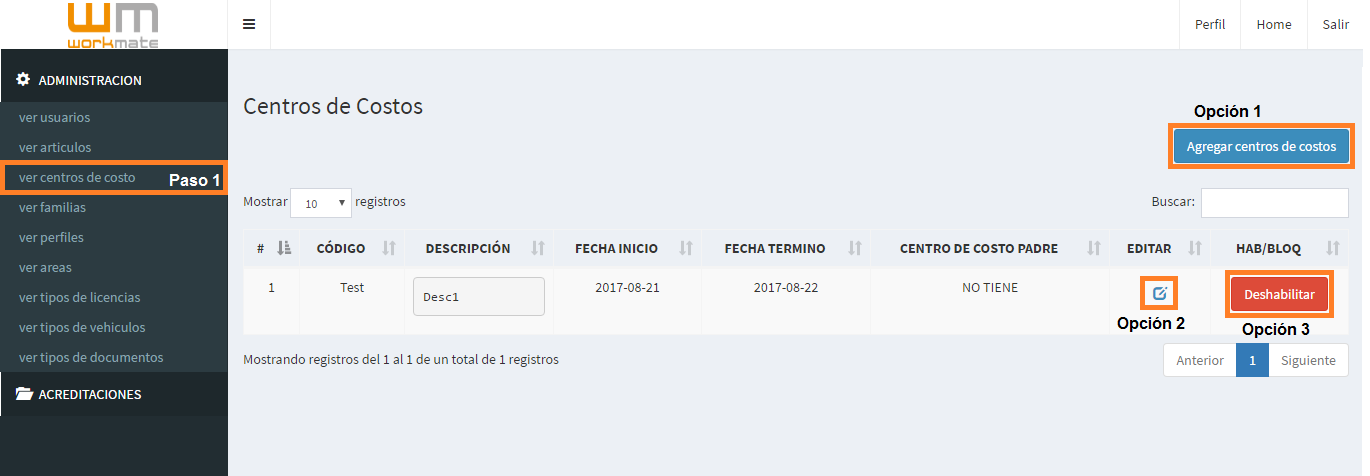 wm
workmate
Perfil Home Salir
ADMINISTRACION
ver usuarios
ver articulos
ver centros de costo Paso 1
ver familias
ver perfiles
ver areas
ver tipos de licencias
ver tipos de vehiculos
ver tipos de documentos
ACREDITACIONES
Centros de Costos
Opción 1
Agregar centros de costos
Mostrar 10 registros Buscar:
# CÓDIGO DESCRIPCIÓN FECHA INICIO FECHA TERMINO CENTRO DE COSTO PADRE EDITAR HAB/BLOQ
1 Test Desc1 2017-08-21 2017-08-22 NO TIENE Deshabilitar
Opción 2 Opción 3
Mostrando registros del 1 al 1 de un total de 1 registros Anterior 1 Siguiente